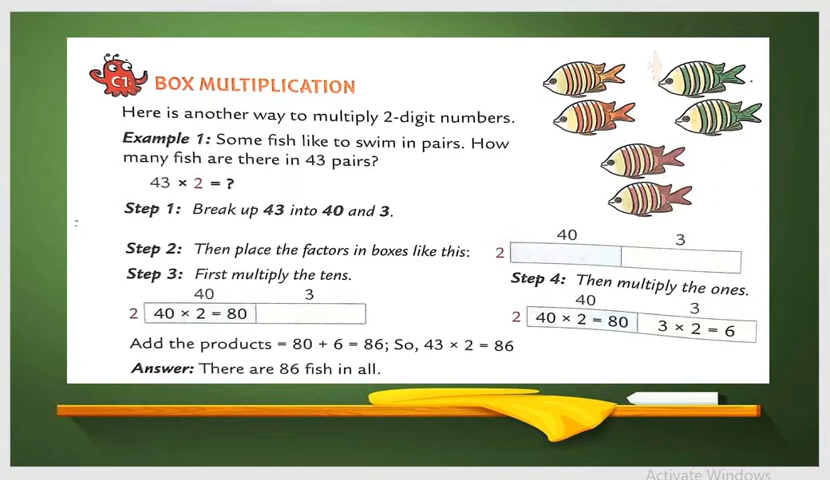 C1
BOX MULTIPLICATION
Here is another way to multiply 2-digit numbers.
Example 1: Some fish like to swim in pairs. How
many fish are there in 43 pairs?
43 × 2 = ?
Step 1: Break up 43 into 40 and 3.
Step 2: Then place the factors in boxes like this:
40 3
2
Step 3: First multiply the tens.
40 3
2 40 × 2 = 80
Step 4: Then multiply the ones.
40 3
2 40 × 2 = 80 3 × 2 = 6
Add the products = 80 + 6 = 86; So, 43 × 2 = 86
Answer: There are 86 fish in all.
Activate Windows